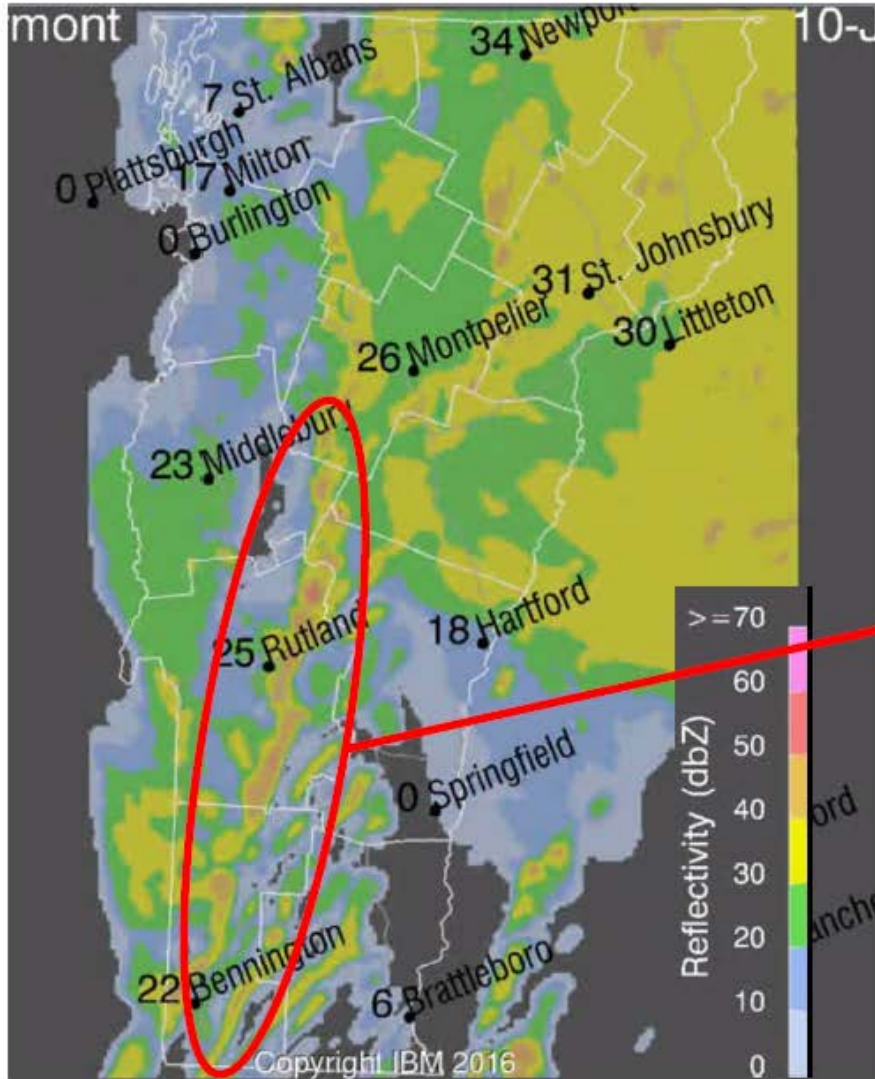 rmont
10-J
34 Newport
7 St. Albans
0 Plattsburgh
17 Milton
0 Burlington
31 St. Johnsbury
30 Littleton
26 Montpelier
23 Middlebury
25 Rutland
18 Hartford
0 Springfield
22 Bennington
6 Brattleboro
Reflectivity (dbZ)
>=70
60
50
40
30
20
10
0
ord
anche
Copyright IBM 2016